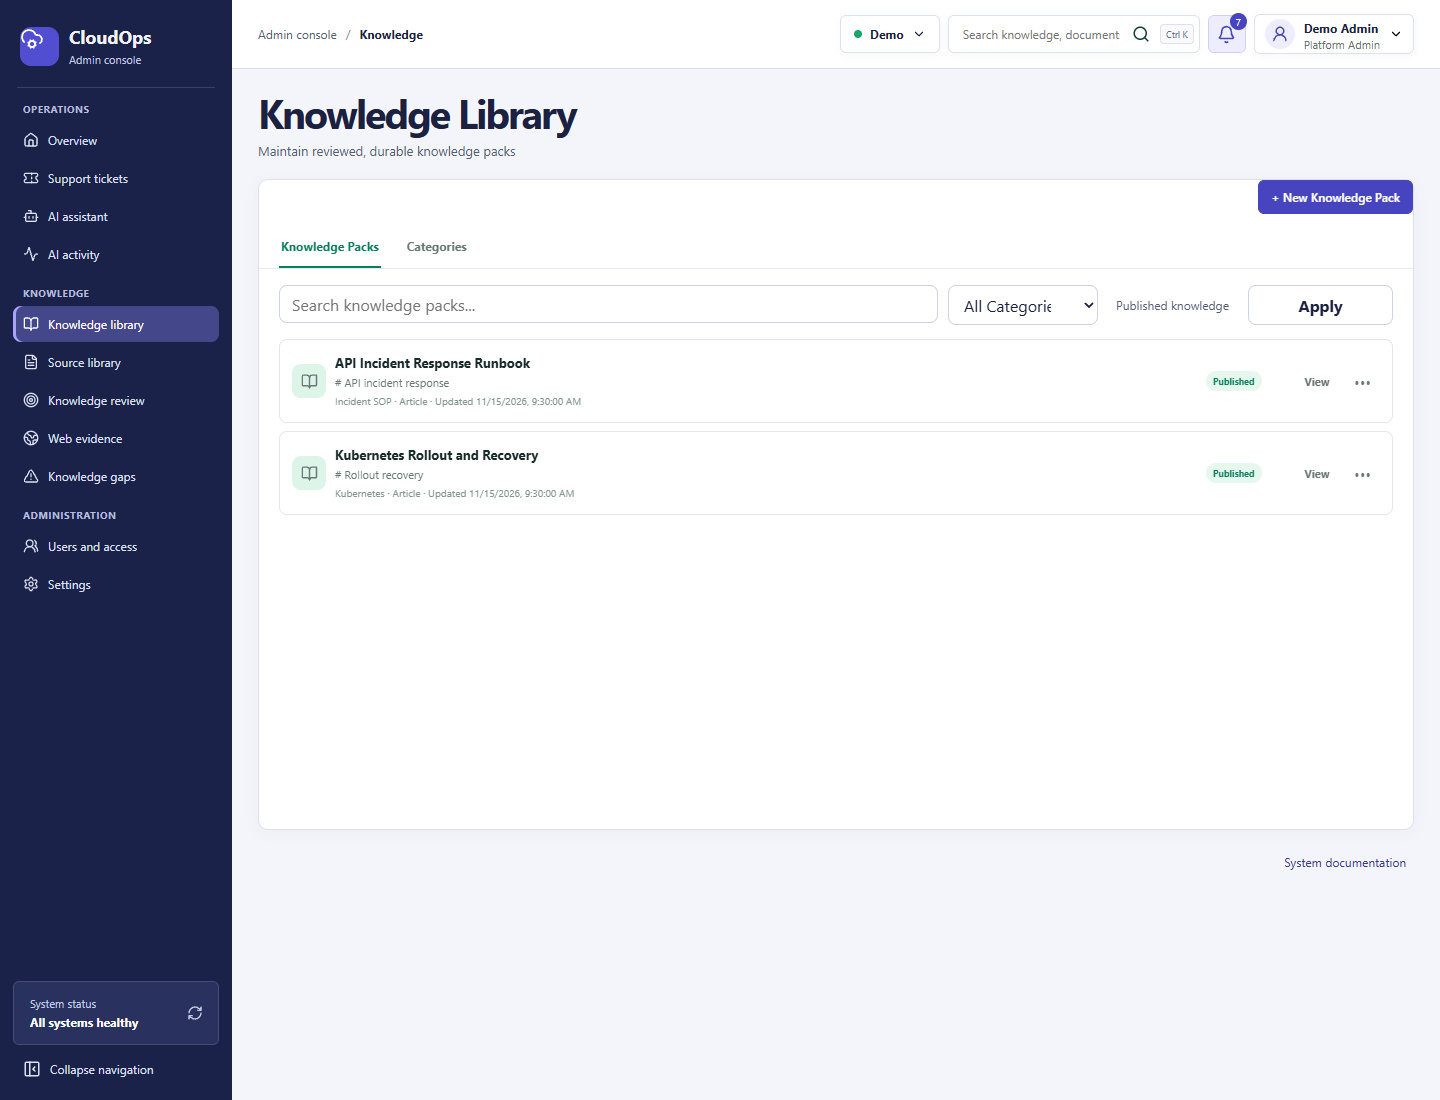 CloudOps
Admin console
OPERATIONS
Overview
Support tickets
AI assistant
AI activity
KNOWLEDGE
Knowledge library
Source library
Knowledge review
Web evidence
Knowledge gaps
ADMINISTRATION
Users and access
Settings
System status
All systems healthy
Collapse navigation
Admin console / Knowledge
Demo
Search knowledge, document
Ctrl K
7
Demo Admin
Platform Admin
Knowledge Library
Maintain reviewed, durable knowledge packs
+ New Knowledge Pack
Knowledge Packs
Categories
Search knowledge packs...
All Categorie
Published knowledge
Apply
API Incident Response Runbook
# API incident response
Incident SOP · Article · Updated 11/15/2026, 9:30:00 AM
Published
View
Kubernetes Rollout and Recovery
# Rollout recovery
Kubernetes · Article · Updated 11/15/2026, 9:30:00 AM
Published
View
System documentation